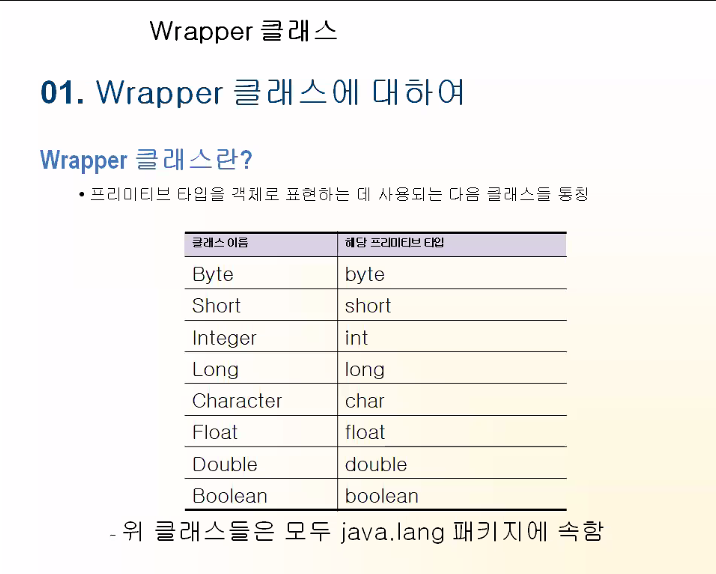 Wrapper 클래스
01. Wrapper 클래스에 대하여
Wrapper 클래스란?
• 프리미티브 타입을 객체로 표현하는 데 사용되는 다음 클래스들 통칭
클래스 이름 해당 프리미티브 타입
Byte byte
Short short
Integer int
Long long
Character char
Float float
Double double
Boolean boolean
- 위 클래스들은 모두 java.lang 패키지에 속함